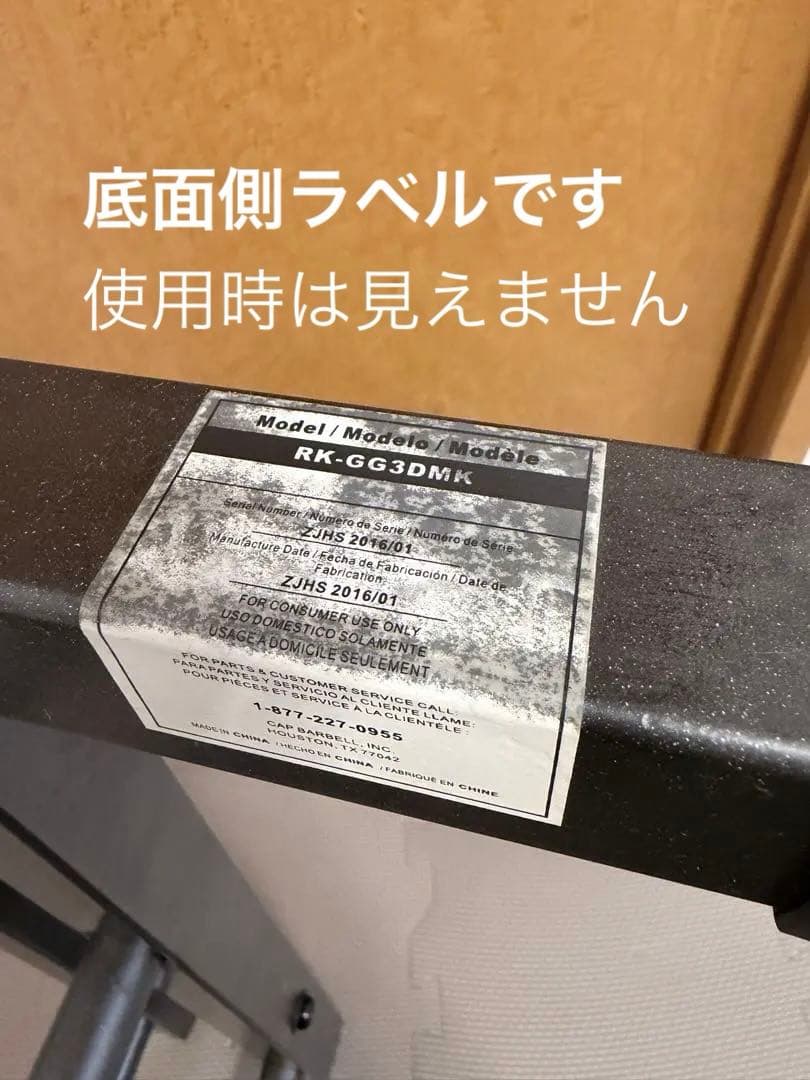 底面側ラベルです
使用時は見えません
Model / Modelo / Modèle
RK-GG3DMK
Serial Number / Número de Serie / Numéro de Série
ZJHS 2016/01
Manufacture Date / Fecha de Fabricación / Date de
Fabrication
ZJHS 2016/01
FOR CONSUMER USE ONLY
USO DOMESTICO SOLAMENTE
USAGE A DOMICILE SEULEMENT
FOR PARTS & CUSTOMER SERVICE CALL:
PARA PARTES Y SERVICIO AL CLIENTE LLAME:
POUR PIÈCES ET SERVICE À LA CLIENTÈLE :
1-877-227-0955
CAP BARBELL, INC.
HOUSTON, TX 77042
MADE IN CHINA / HECHO EN CHINA / FABRIQUÉ EN CHINE